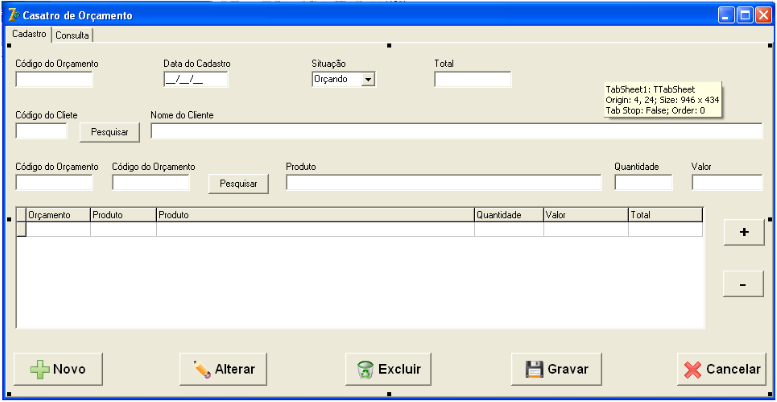 Casatro de Orçamento
Cadastro Consulta
Código do Orçamento Data do Cadastro Situação Total
__/__/__ Orçando
TabSheet1: TTabSheet
Origin: 4, 24; Size: 946 x 434
Tab Stop: False; Order: 0
Código do Cliete Nome do Cliente
Pesquisar
Código do Orçamento Código do Orçamento Produto Quantidade Valor
Pesquisar
Orçamento Produto Produto Quantidade Valor Total
+
-
Novo Alterar Excluir Gravar Cancelar